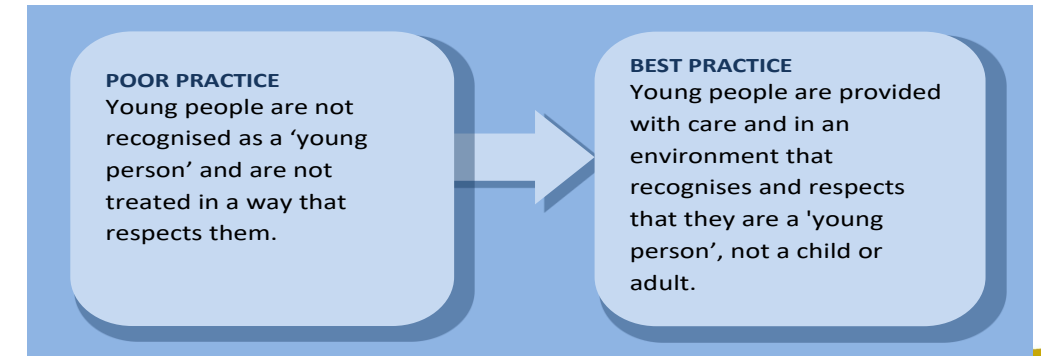 POOR PRACTICE
Young people are not
recognised as a ‘young
person’ and are not
treated in a way that
respects them.
BEST PRACTICE
Young people are provided
with care and in an
environment that
recognises and respects
that they are a 'young
person’, not a child or
adult.